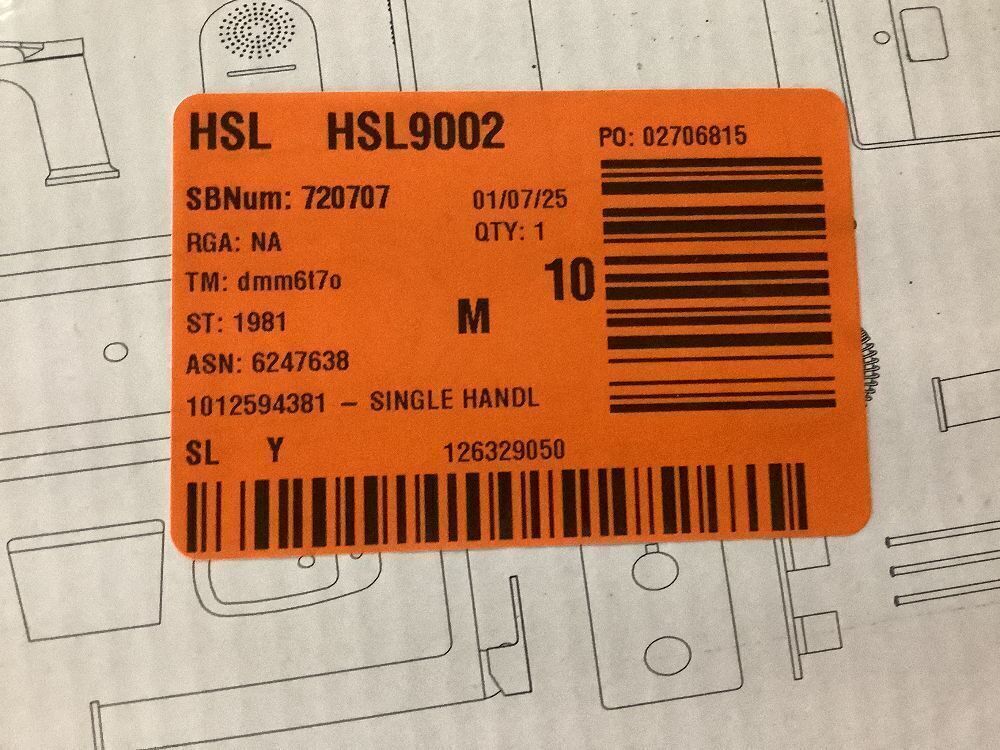 HSL HSL9002
PO: 02706815
SBNum: 720707 01/07/25
RGA: NA QTY: 1
TM: dmm6t7o 10
ST: 1981 M
ASN: 6247638
1012594381 – SINGLE HANDL
SL Y 126329050